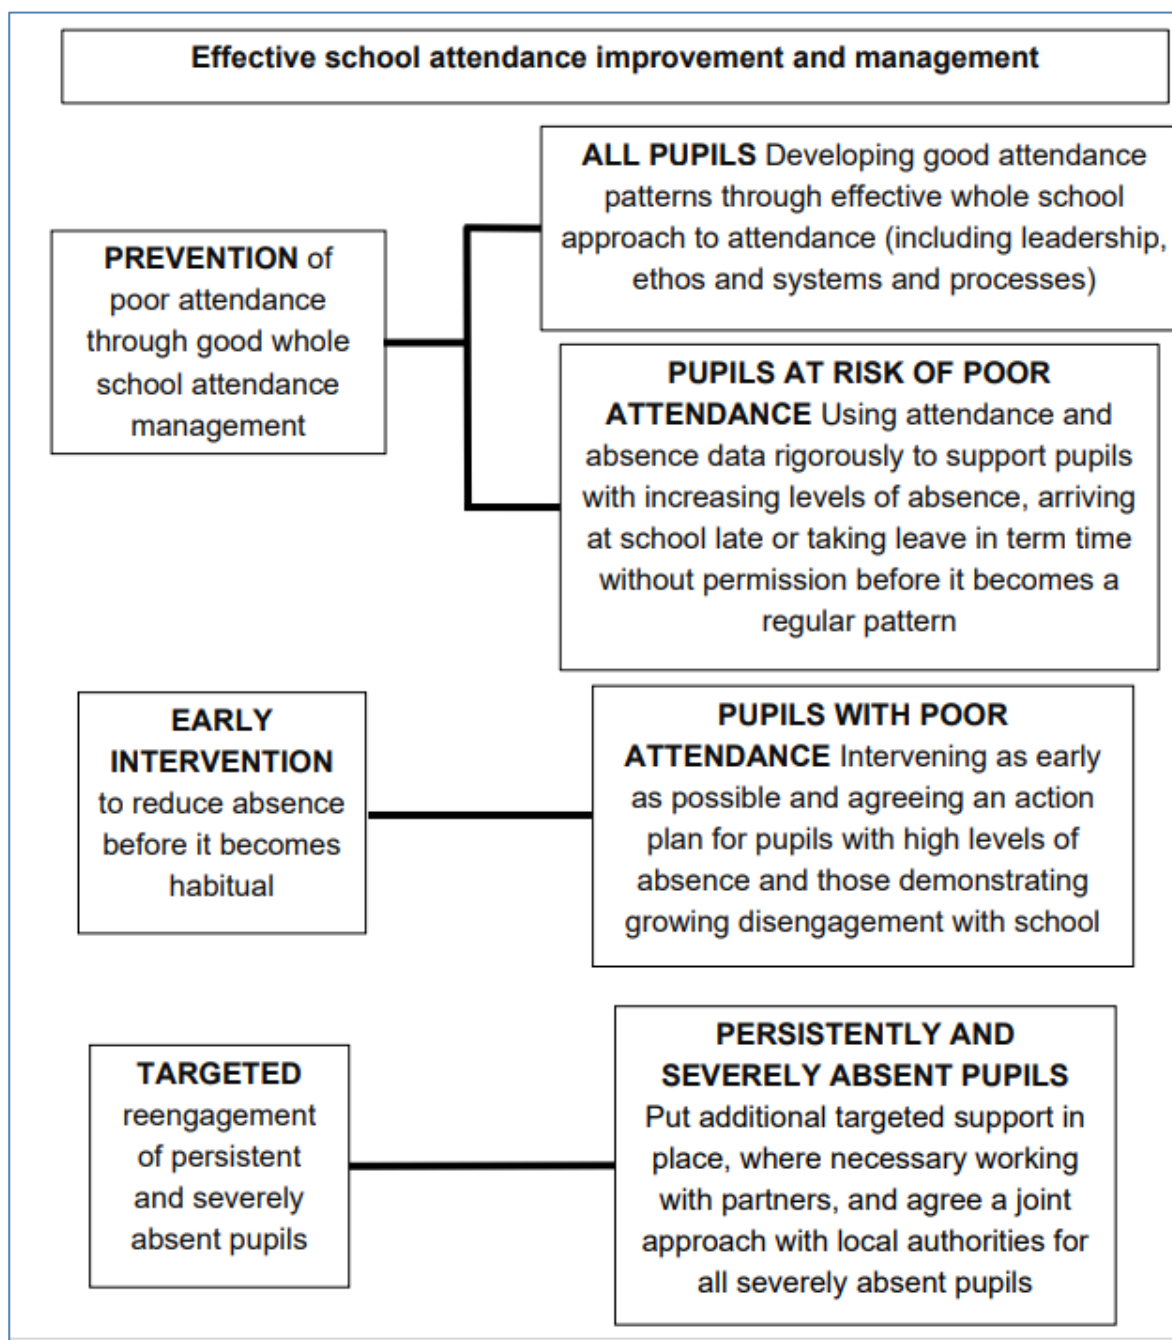 Effective school attendance improvement and management
PREVENTION of
poor attendance
through good whole
school attendance
management
ALL PUPILS Developing good attendance
patterns through effective whole school
approach to attendance (including leadership,
ethos and systems and processes)
PUPILS AT RISK OF POOR
ATTENDANCE Using attendance and
absence data rigorously to support pupils
with increasing levels of absence, arriving
at school late or taking leave in term time
without permission before it becomes a
regular pattern
EARLY
INTERVENTION
to reduce absence
before it becomes
habitual
PUPILS WITH POOR
ATTENDANCE Intervening as early
as possible and agreeing an action
plan for pupils with high levels of
absence and those demonstrating
growing disengagement with school
TARGETED
reengagement
of persistent
and severely
absent pupils
PERSISTENTLY AND
SEVERELY ABSENT PUPILS
Put additional targeted support in
place, where necessary working
with partners, and agree a joint
approach with local authorities for
all severely absent pupils